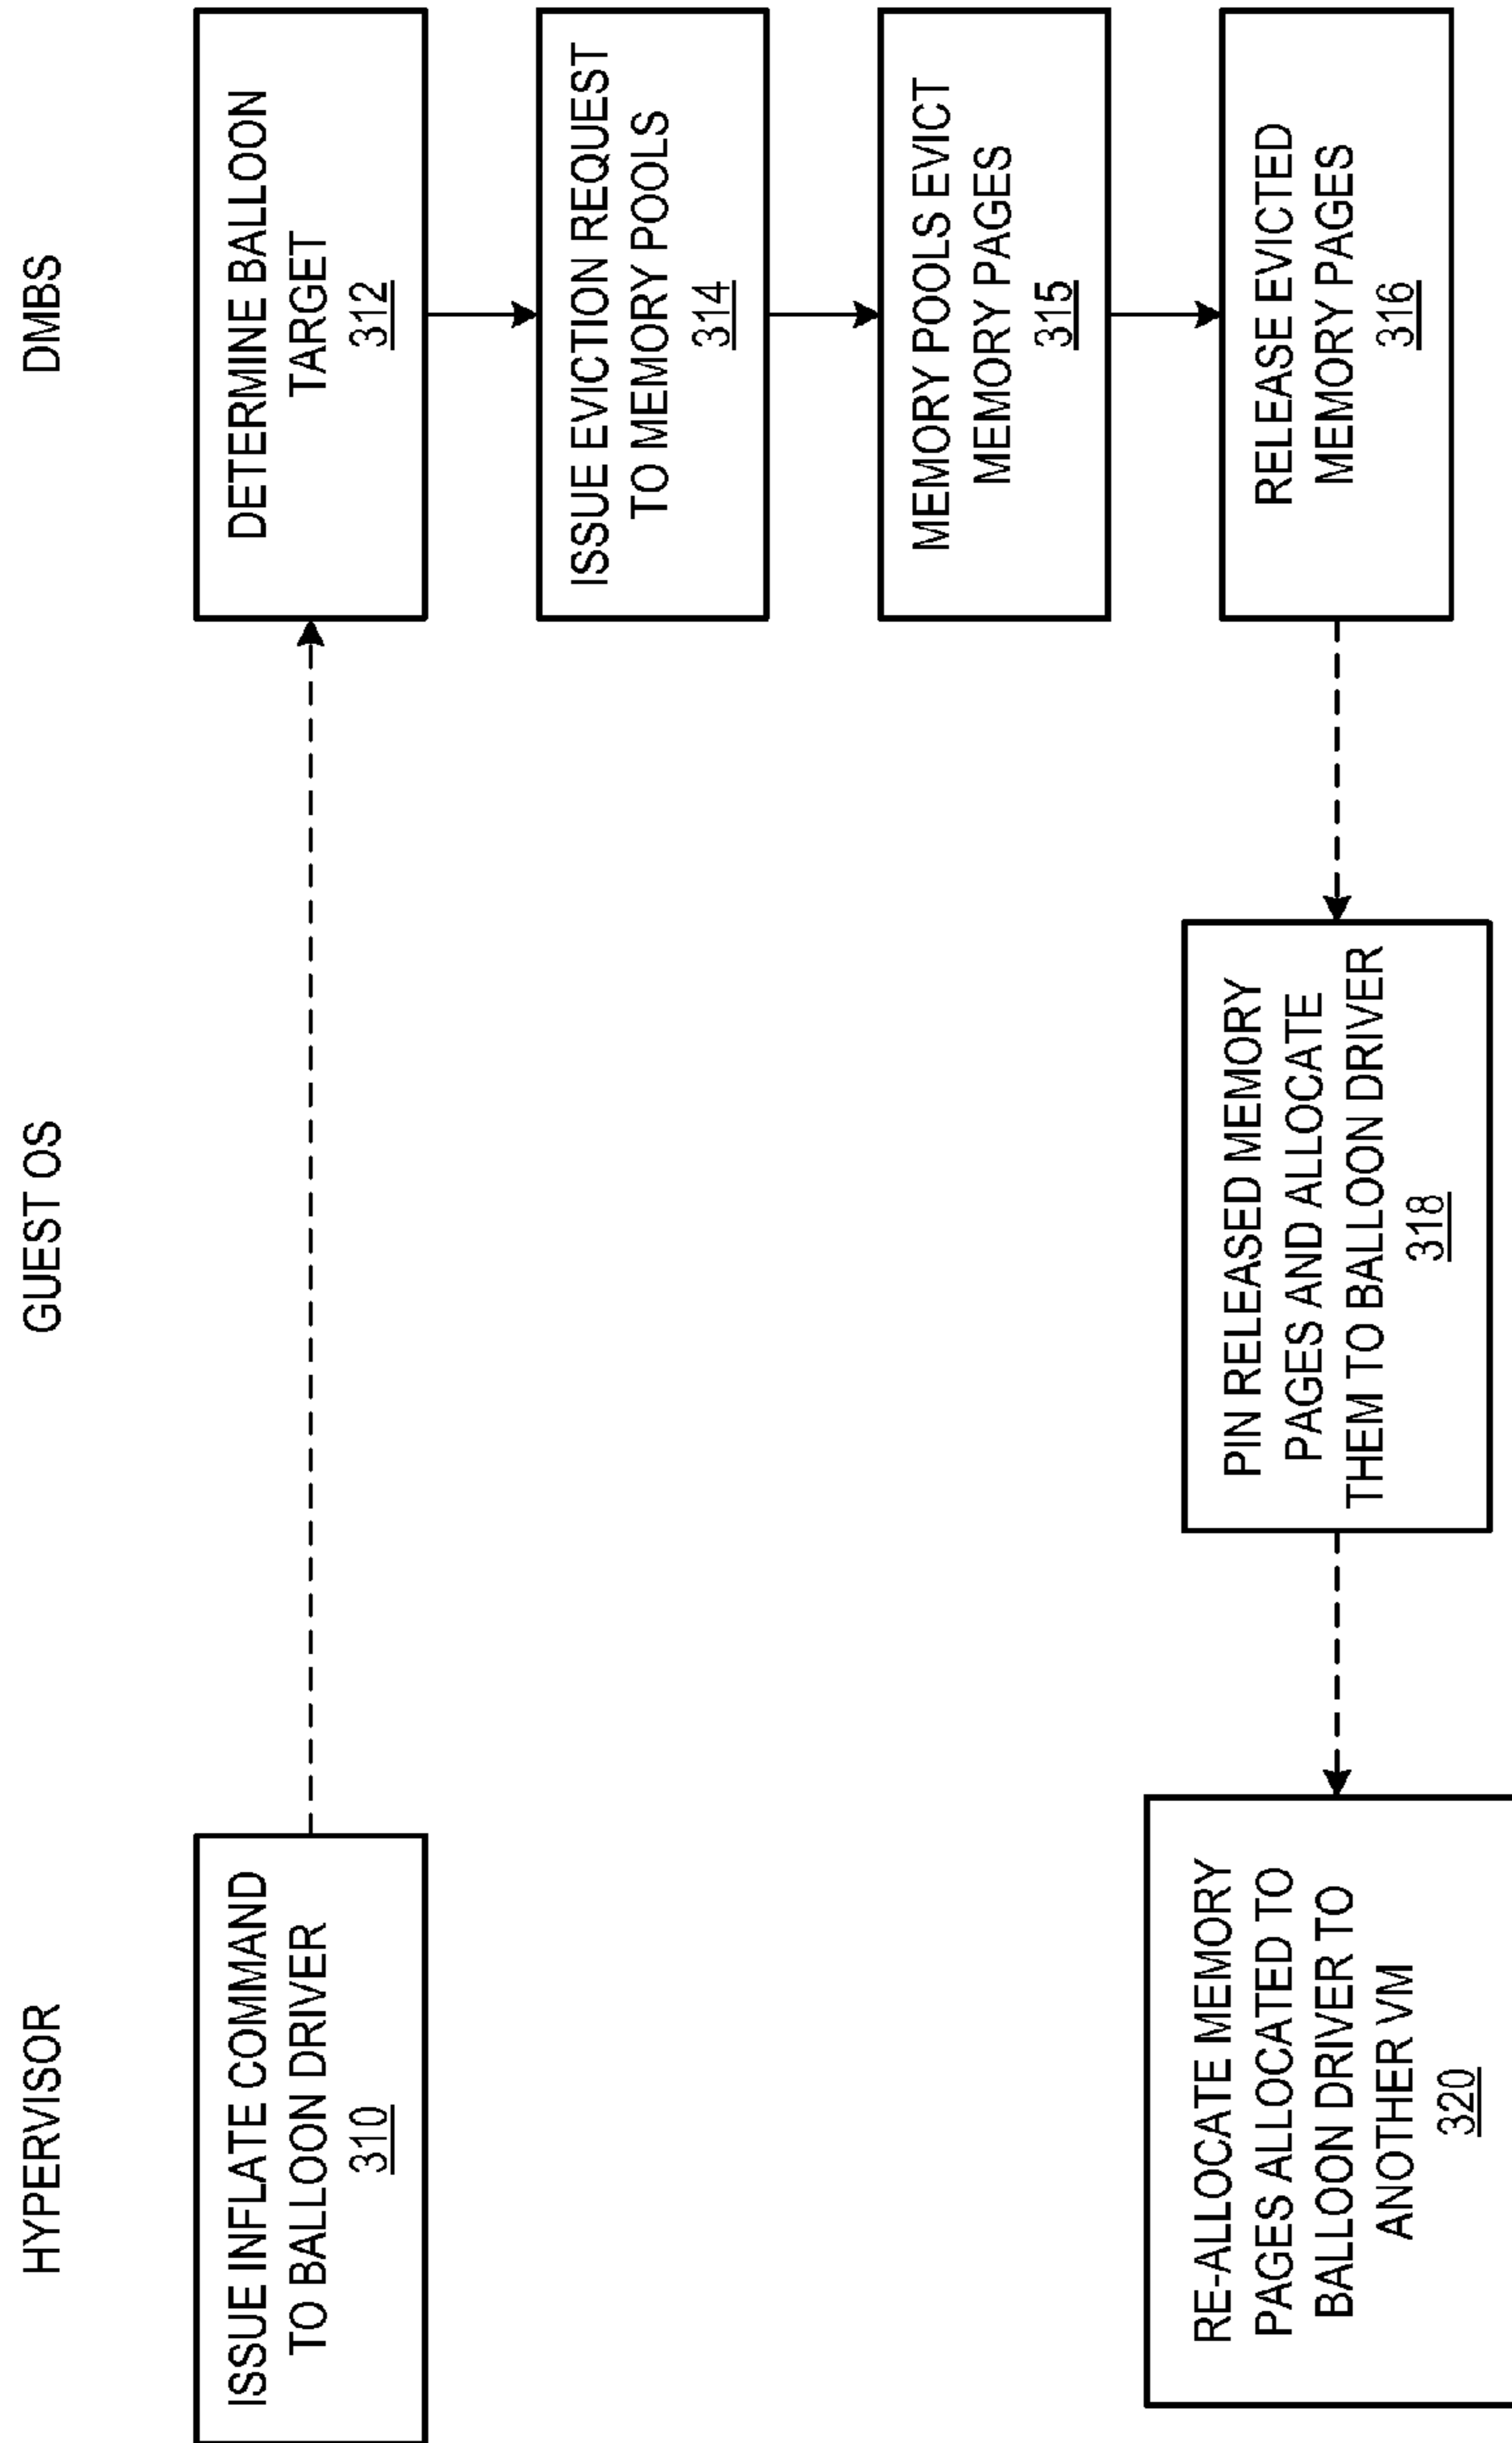 HYPERVISOR
GUEST OS
DMBS
ISSUE INFLATE COMMAND
TO BALLOON DRIVER
310
DETERMINE BALLOON
TARGET
312
ISSUE EVICTION REQUEST
TO MEMORY POOLS
314
MEMORY POOLS EVICT
MEMORY PAGES
315
RELEASE EVICTED
MEMORY PAGES
316
PIN RELEASED MEMORY
PAGES AND ALLOCATE
THEM TO BALLOON DRIVER
318
RE-ALLOCATE MEMORY
PAGES ALLOCATED TO
BALLOON DRIVER TO
ANOTHER VM
320